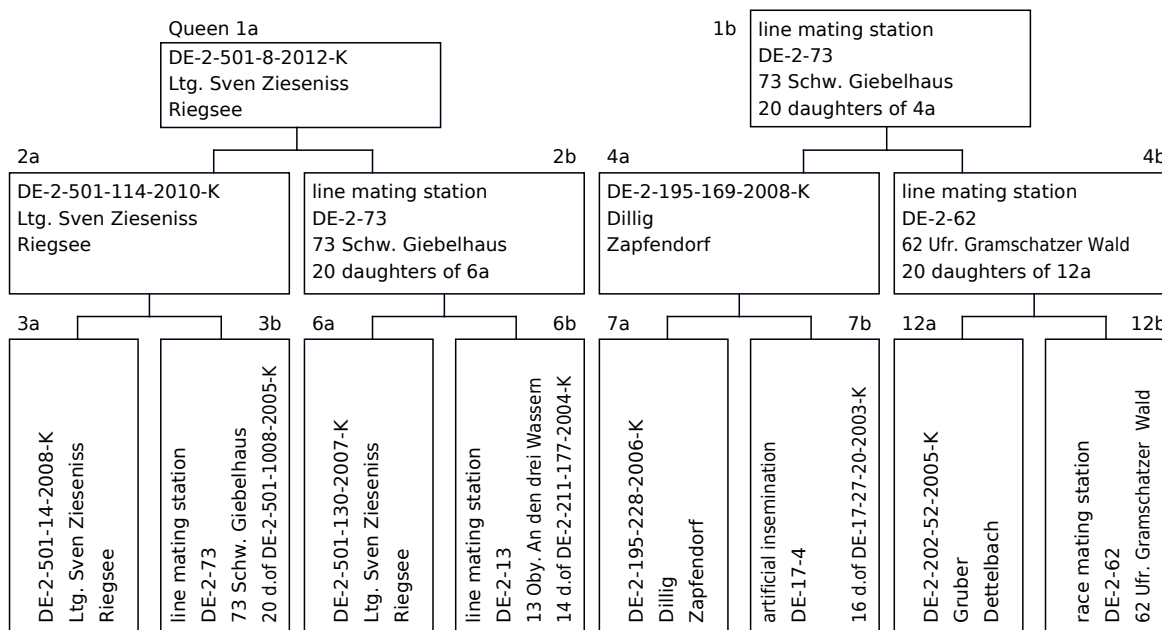 Queen 1a
DE-2-501-8-2012-K
Ltg. Sven Zieseniss
Riegsee
1b
line mating station
DE-2-73
73 Schw. Giebelhaus
20 daughters of 4a
2a
DE-2-501-114-2010-K
Ltg. Sven Zieseniss
Riegsee
2b
line mating station
DE-2-73
73 Schw. Giebelhaus
20 daughters of 6a
4a
DE-2-195-169-2008-K
Dillig
Zapfendorf
4b
line mating station
DE-2-62
62 Ufr. Gramschatzer Wald
20 daughters of 12a
3a
DE-2-501-14-2008-K
Ltg. Sven Zieseniss
Riegsee
3b
line mating station
DE-2-73
73 Schw. Giebelhaus
20 d.of DE-2-501-1008-2005-K
6a
DE-2-501-130-2007-K
Ltg. Sven Zieseniss
Riegsee
6b
line mating station
DE-2-13
13 Oby. An den drei Wassern
14 d.of DE-2-211-177-2004-K
7a
DE-2-195-228-2006-K
Dillig
Zapfendorf
7b
artificial insemination
DE-17-4
16 d.of DE-17-27-20-2003-K
12a
DE-2-202-52-2005-K
Gruber
Dettelbach
12b
race mating station
DE-2-62
62 Ufr. Gramschatzer Wald